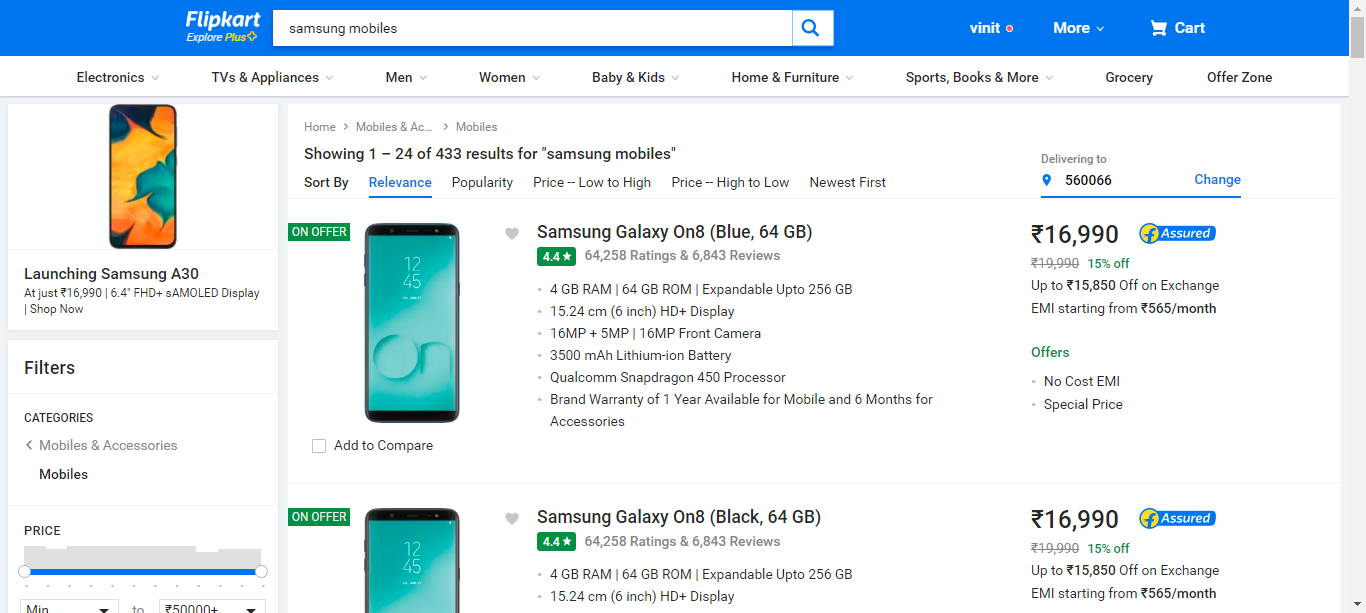 Flipkart
Explore Plus
samsung mobiles
vinit
More
Cart
Electronics
TVs & Appliances
Men
Women
Baby & Kids
Home & Furniture
Sports, Books & More
Grocery
Offer Zone
Launching Samsung A30
At just ₹16,990 | 6.4" FHD+ sAMOLED Display
| Shop Now
Filters
CATEGORIES
Mobiles & Accessories
Mobiles
PRICE
Min
to
₹50000+
Home > Mobiles & Ac... > Mobiles
Showing 1 – 24 of 433 results for "samsung mobiles"
Sort By Relevance Popularity Price -- Low to High Price -- High to Low Newest First
Delivering to
560066
Change
ON OFFER
12
45
On
Add to Compare
Samsung Galaxy On8 (Blue, 64 GB)
4.4 ★ 64,258 Ratings & 6,843 Reviews
4 GB RAM | 64 GB ROM | Expandable Upto 256 GB
15.24 cm (6 inch) HD+ Display
16MP + 5MP | 16MP Front Camera
3500 mAh Lithium-ion Battery
Qualcomm Snapdragon 450 Processor
Brand Warranty of 1 Year Available for Mobile and 6 Months for
Accessories
₹16,990
Assured
₹19,990 15% off
Up to ₹15,850 Off on Exchange
EMI starting from ₹565/month
Offers
No Cost EMI
Special Price
ON OFFER
12
45
Samsung Galaxy On8 (Black, 64 GB)
4.4 ★ 64,258 Ratings & 6,843 Reviews
4 GB RAM | 64 GB ROM | Expandable Upto 256 GB
15.24 cm (6 inch) HD+ Display
₹16,990
Assured
₹19,990 15% off
Up to ₹15,850 Off on Exchange
EMI starting from ₹565/month